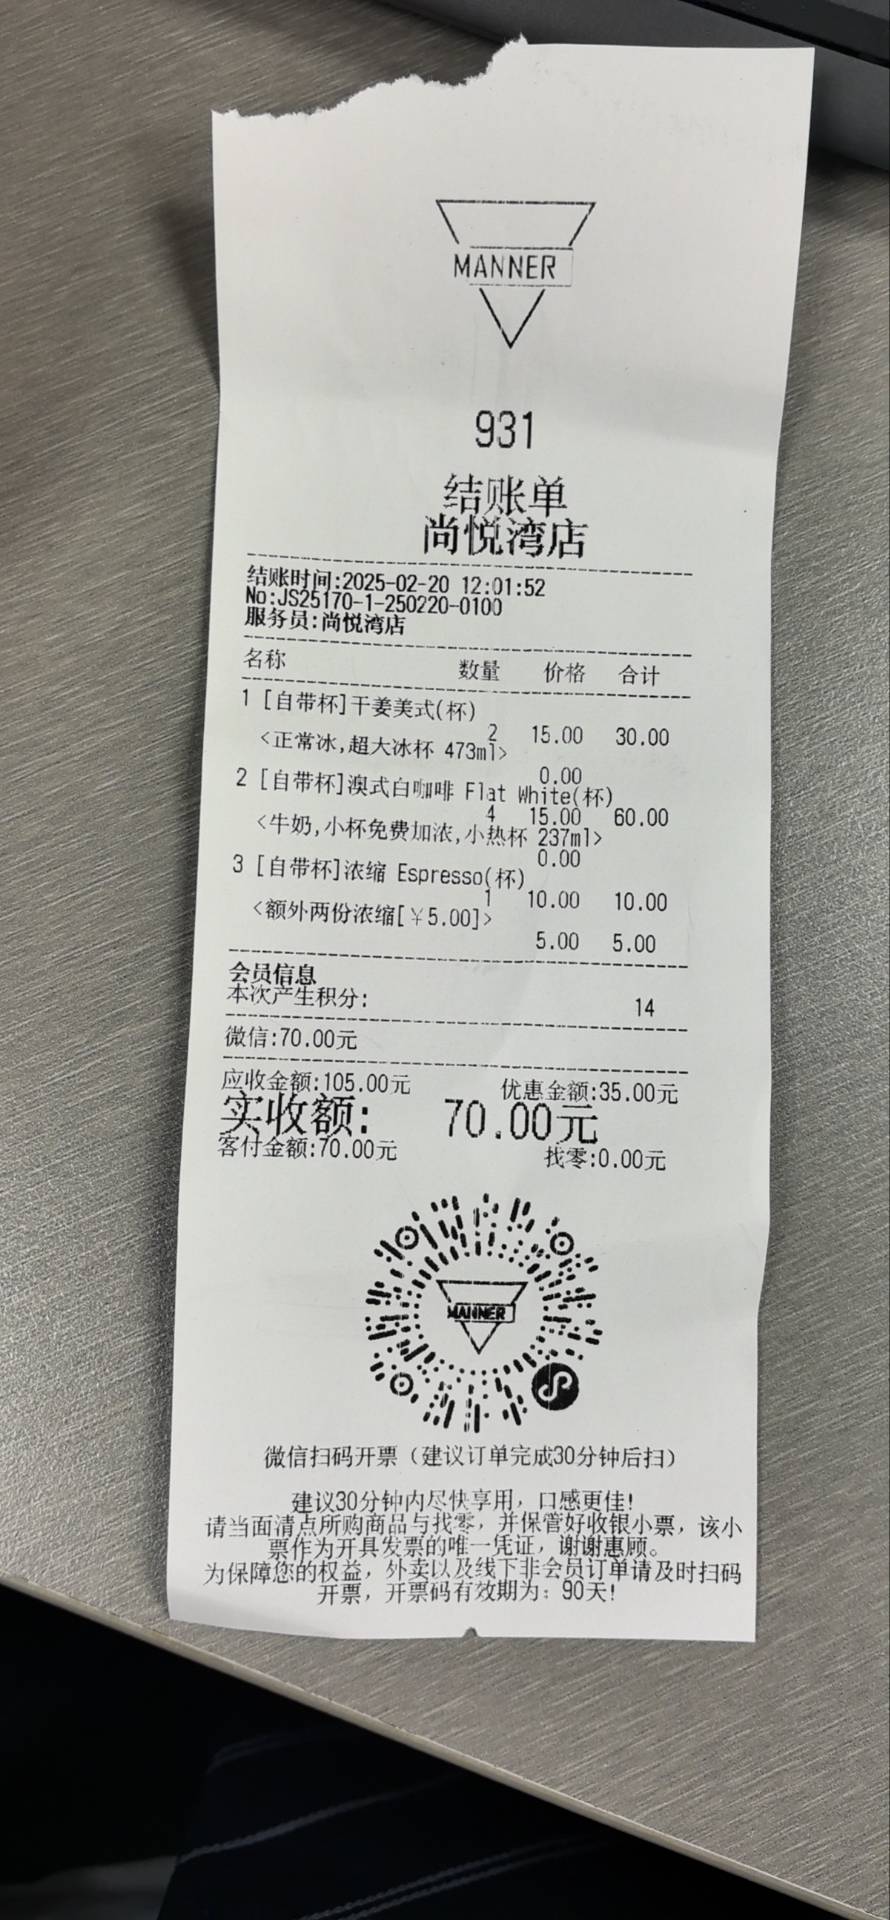 MANNER
931
结账单
尚悦湾店
结账时间:2025-02-20 12:01:52
No:JS25170-1-250220-0100
服务员:尚悦湾店
名称 数量 价格 合计
1 [自带杯]干姜美式(杯)
2 15.00 30.00
<正常冰,超大冰杯 473ml>
0.00
2 [自带杯]澳式白咖啡 Flat White(杯)
4 15.00 60.00
<牛奶,小杯免费加浓,小热杯 237ml>
0.00
3 [自带杯]浓缩 Espresso(杯)
1 10.00 10.00
<额外两份浓缩[￥5.00]>
5.00 5.00
会员信息
本次产生积分: 14
微信:70.00元
应收金额:105.00元 优惠金额:35.00元
实收额: 70.00元
客付金额:70.00元 找零:0.00元
MANNER
微信扫码开票（建议订单完成30分钟后扫）
建议30分钟内尽快享用，口感更佳!
请当面清点所购商品与找零，并保管好收银小票，该小
票作为开具发票的唯一凭证，谢谢惠顾。
为保障您的权益，外卖以及线下非会员订单请及时扫码
开票，开票码有效期为：90天!